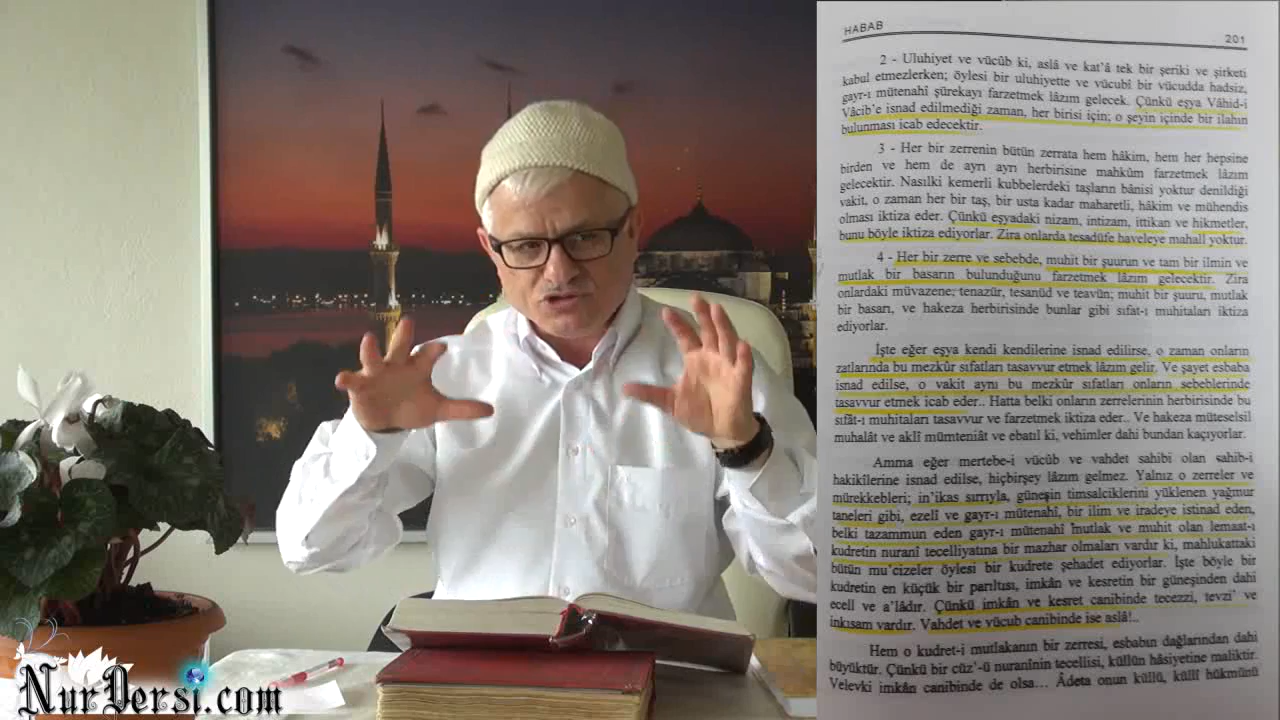 HABAB
201
2 - Uluhiyet ve vücûb ki, aslâ ve kat'â tek bir şeriki ve şirketi
kabul etmezlerken; öylesi bir uluhiyette ve vücubî bir vücudda hadsiz,
gayr-ı mütenahî şürekayı farzetmek lâzım gelecek. Çünkü eşya Vâhid-i
Vâcib'e isnad edilmediği zaman, her birisi için; o şeyin içinde bir ilahın
bulunması icab edecektir.
3 - Her bir zerrenin bütün zerrata hem hâkim, hem her hepsine
birden ve hem de ayrı ayrı herbirisine mahkûm farzetmek lâzım
gelecektir. Nasılki kemerli kubbelerdeki taşların bânisi yoktur denildiği
vakit, o zaman her bir taş, bir usta kadar maharetli, hâkim ve mühendis
olması iktiza eder. Çünkü eşyadaki nizam, intizam, ittikan ve hikmetler,
bunu böyle iktiza ediyorlar. Zira onlarda tesadüfe haveleye mahall yoktur.
4 - Her bir zerre ve sebebde, muhit bir şuurun ve tam bir ilmin ve
mutlak bir basarın bulunduğunu farzetmek lâzım gelecektir. Zira
onlardaki müvazene, tenazür, tesanüd ve teavün; muhit bir şuuru, mutlak
bir basarı, ve hakeza herbirisinde bunlar gibi sıfat-ı muhitaları iktiza
ediyorlar.
İşte eğer eşya kendi kendilerine isnad edilirse, o zaman onların
zatlarında bu mezkûr sıfatları tasavvur etmek lâzım gelir. Ve şayet esbaba
isnad edilse, o vakit aynı bu mezkûr sıfatları onların sebeblerinde
tasavvur etmek icab eder.. Hatta belki onların zerrelerinin herbirisinde bu
sıfât-ı muhitaları tasavvur ve farzetmek iktiza eder.. Ve hakeza müteselsil
muhalât ve aklî mümteniât ve ebatıl ki, vehimler dahi bundan kaçıyorlar.
Amma eğer mertebe-i vücûb ve vahdet sahibi olan sahib-i
hakikîlerine isnad edilse, hiçbirşey lâzım gelmez. Yalnız o zerreler ve
mürekkebleri; in'ikas sırrıyla, güneşin timsalciklerini yüklenen yağmur
taneleri gibi, ezelî ve gayr-ı mütenahî, bir ilim ve iradeye istinad eden,
belki tazammun eden gayr-ı mütenahî mutlak ve muhit olan lemaat-ı
kudretin nuranî tecelliyatına bir mazhar olmaları vardır ki, mahlukattaki
bütün mu'cizeler öylesi bir kudrete şehadet ediyorlar. İşte böyle bir
kudretin en küçük bir parıltısı, imkân ve kesretin bir güneşinden dahi
ecell ve a'lâdır. Çünkü imkân ve kesret canibinde tecezzi, tevzi' ve
inkısam vardır. Vahdet ve vücub canibinde ise aslâ!..
Hem o kudret-i mutlakanın bir zerresi, esbabın dağlarından dahi
büyüktür. Çünkü bir cüz'-ü nuranînin tecellisi, küllün hâsiyetine maliktir.
Velevki imkân canibinde de olsa... Âdeta onun küllü, küllî hükmünü
NurDersi.com